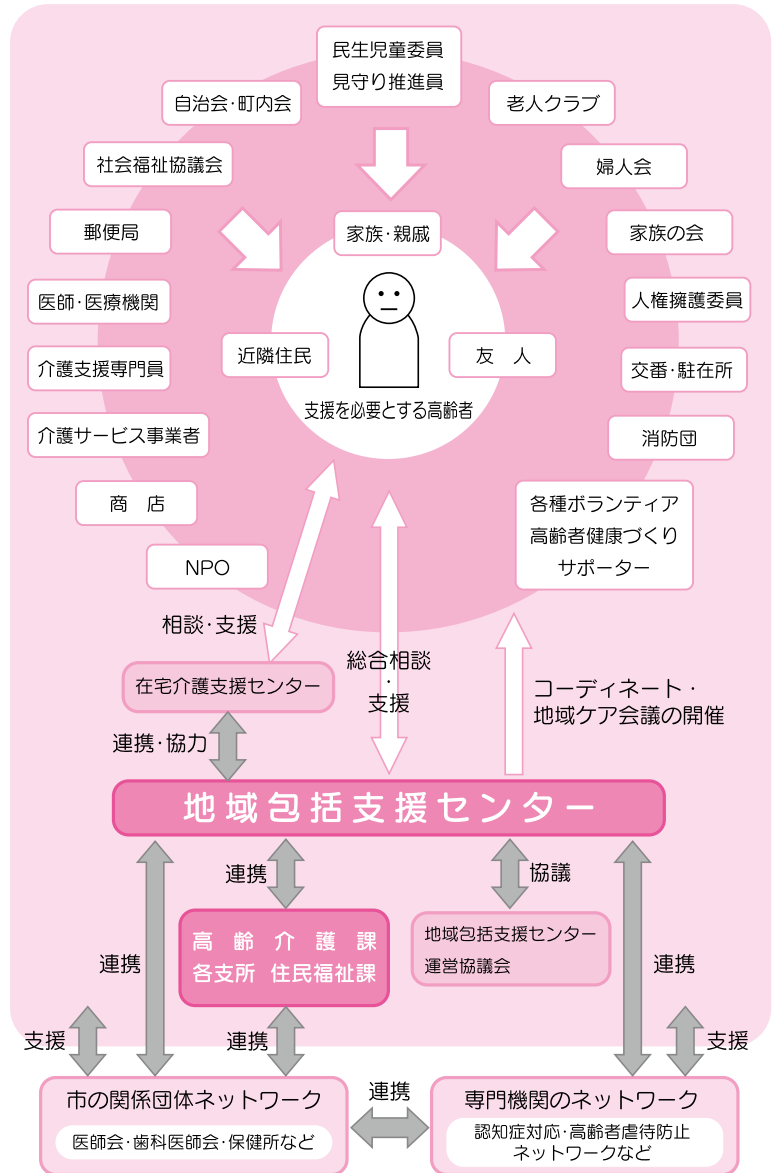 民生児童委員
見守り推進員
自治会・町内会
老人クラブ
社会福祉協議会
婦人会
郵便局
家族・親戚
家族の会
医師・医療機関
人権擁護委員
近隣住民
友　人
介護支援専門員
交番・駐在所
支援を必要とする高齢者
介護サービス事業者
消防団
商　店
各種ボランティア
高齢者健康づくり
サポーター
NPO
相談・支援
総合相談
・
支援
在宅介護支援センター
コーディネート・
地域ケア会議の開催
連携・協力
地域包括支援センター
連携
協議
高　齢　介　護　課
各支所　住民福祉課
地域包括支援センター
運営協議会
連携
連携
支援
連携
支援
市の関係団体ネットワーク
医師会・歯科医師会・保健所など
連携
専門機関のネットワーク
認知症対応・高齢者虐待防止
ネットワークなど